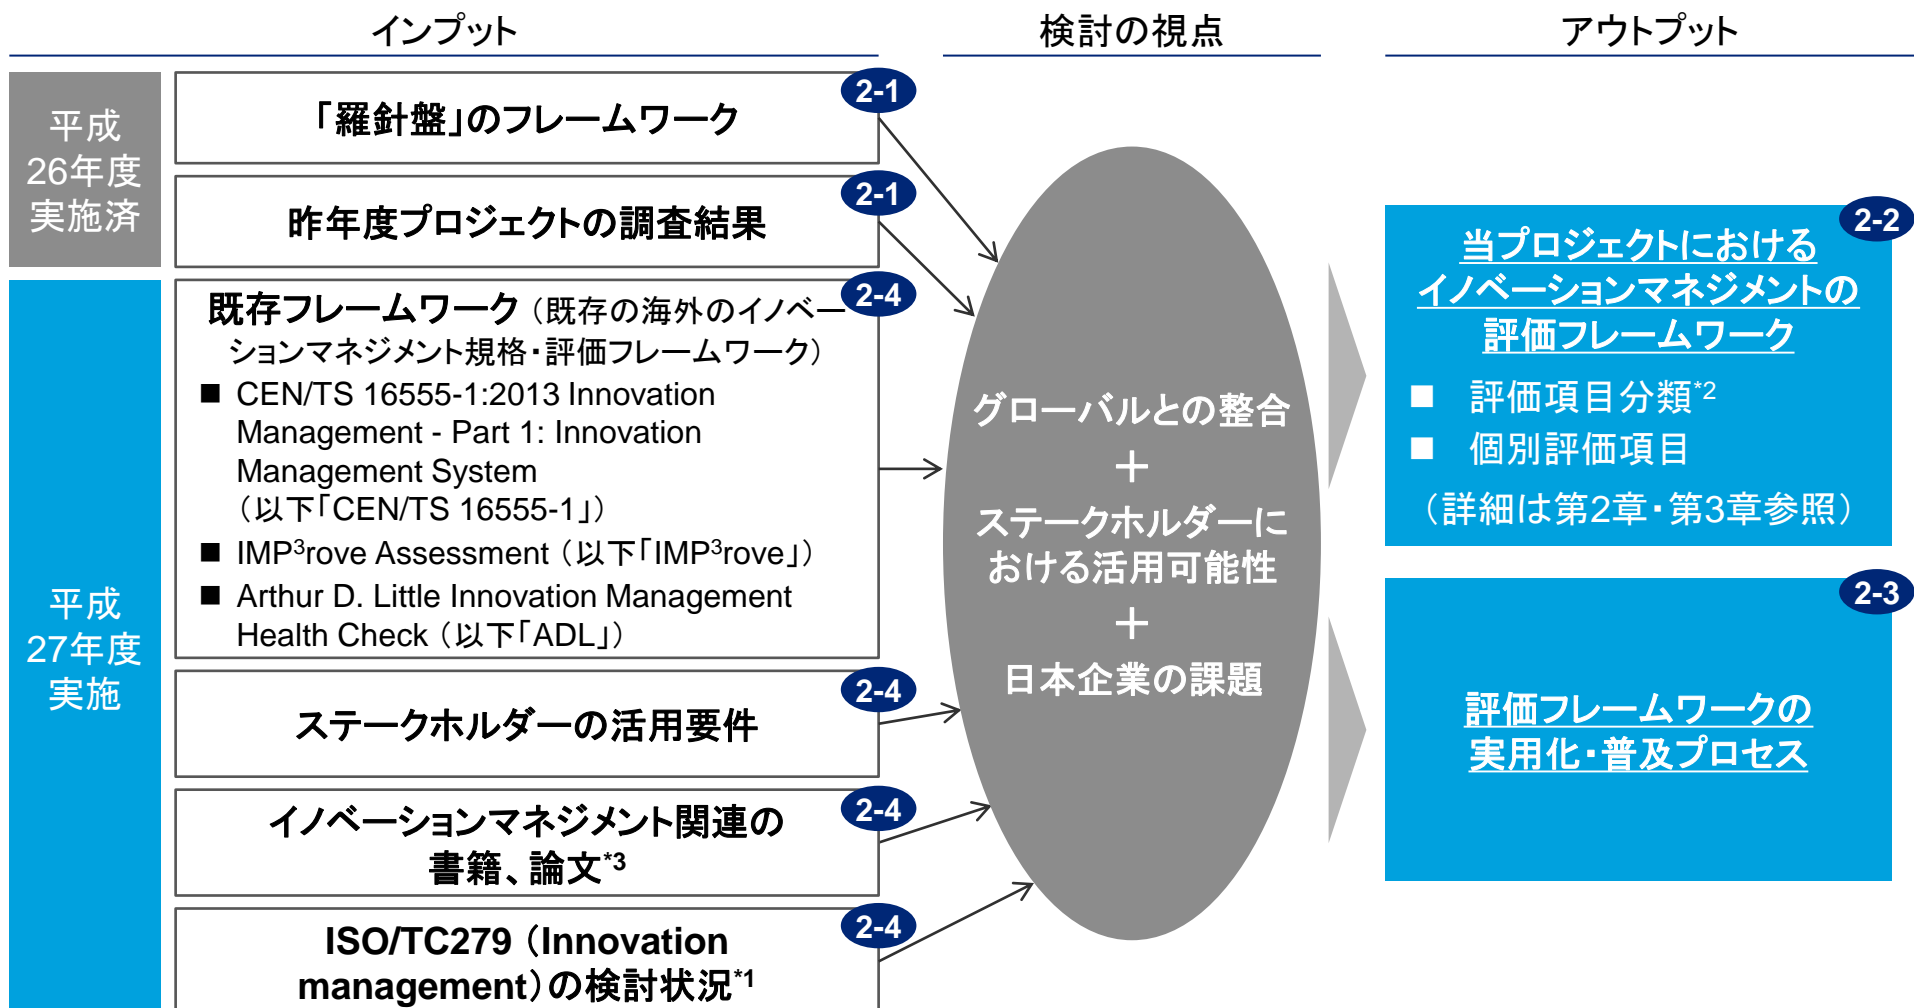 インプット
検討の視点
アウトプット
平成
26年度
実施済
2-1
「羅針盤」のフレームワーク
2-1
昨年度プロジェクトの調査結果
平成
27年度
実施
2-4
既存フレームワーク（既存の海外のイノベー
ションマネジメント規格・評価フレームワーク）
■ CEN/TS 16555-1:2013 Innovation
Management - Part 1: Innovation
Management System
（以下「CEN/TS 16555-1」）
■ IMP³rove Assessment（以下「IMP³rove」）
■ Arthur D. Little Innovation Management
Health Check（以下「ADL」）
2-4
ステークホルダーの活用要件
2-4
イノベーションマネジメント関連の
書籍、論文*3
2-4
ISO/TC279（Innovation
management）の検討状況*1
グローバルとの整合
＋
ステークホルダーに
おける活用可能性
＋
日本企業の課題
2-2
当プロジェクトにおける
イノベーションマネジメントの
評価フレームワーク
■ 評価項目分類*2
■ 個別評価項目
（詳細は第2章・第3章参照）
2-3
評価フレームワークの
実用化・普及プロセス